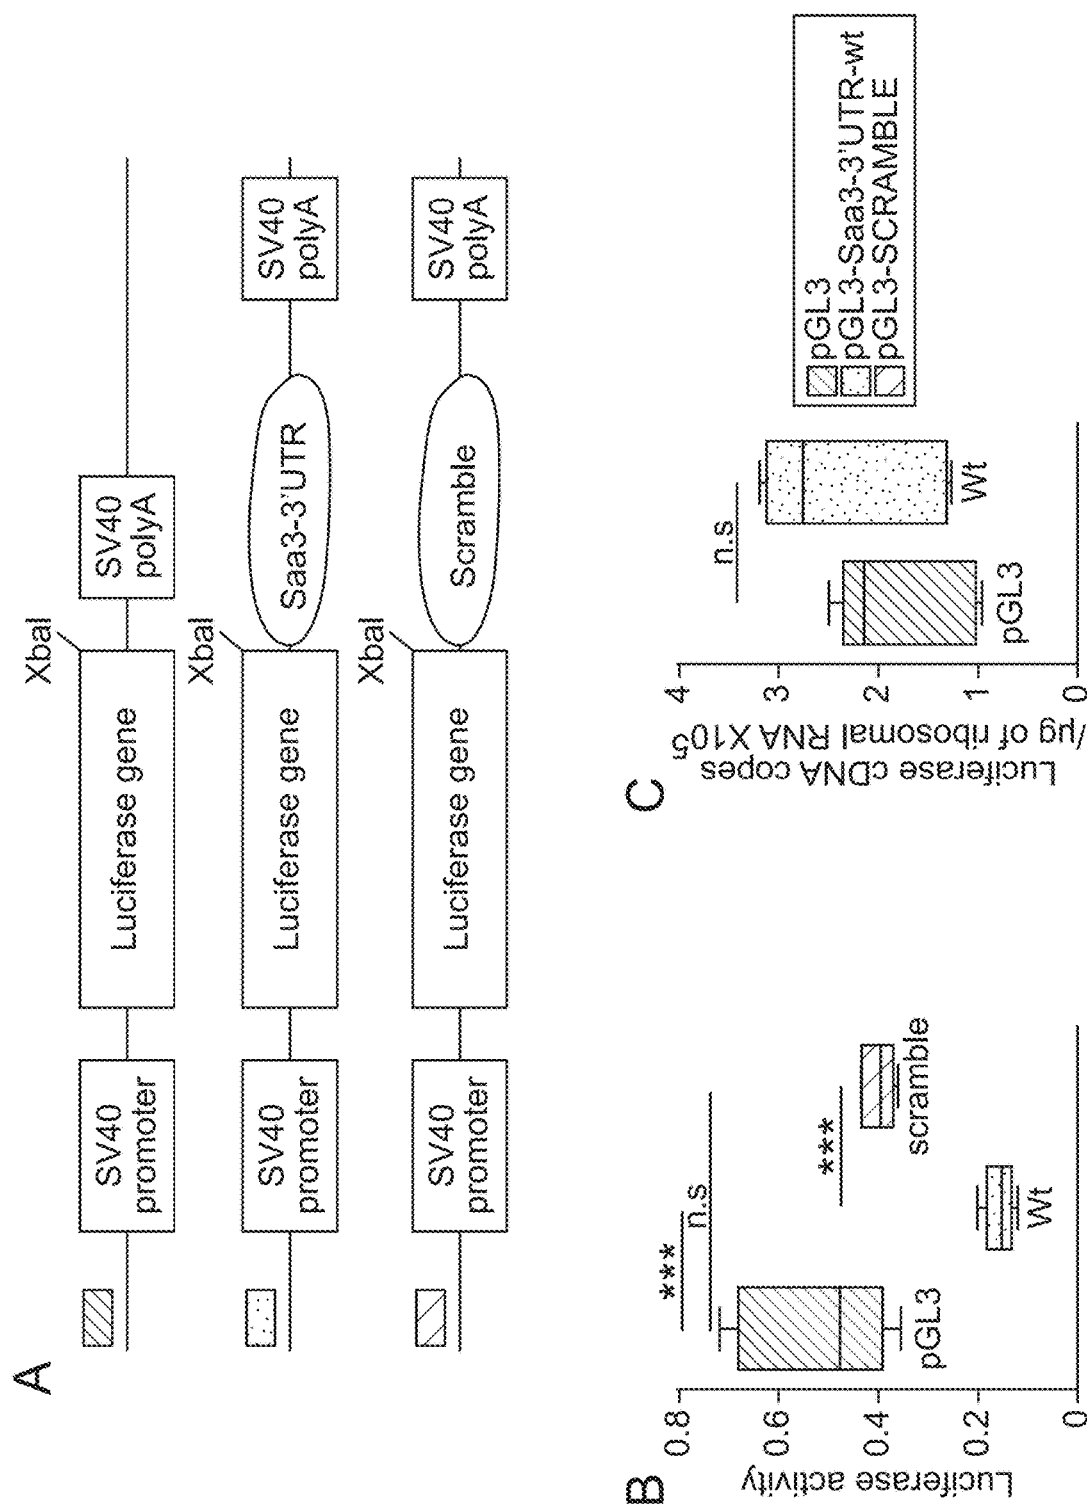 A
SV40
promoter
Luciferase gene
XbaI
SV40
polyA
SV40
promoter
Luciferase gene
XbaI
Saa3-3'UTR
SV40
polyA
SV40
promoter
Luciferase gene
XbaI
Scramble
SV40
polyA
B
Luciferase activity
0.8
0.6
0.4
0.2
0
***
n.s
***
pGL3
Wt
scramble
C
Luciferase cDNA copes
/µg of ribosomal RNA X10⁵
4
3
2
1
0
n.s
pGL3
Wt
pGL3
pGL3-Saa3-3'UTR-wt
pGL3-SCRAMBLE